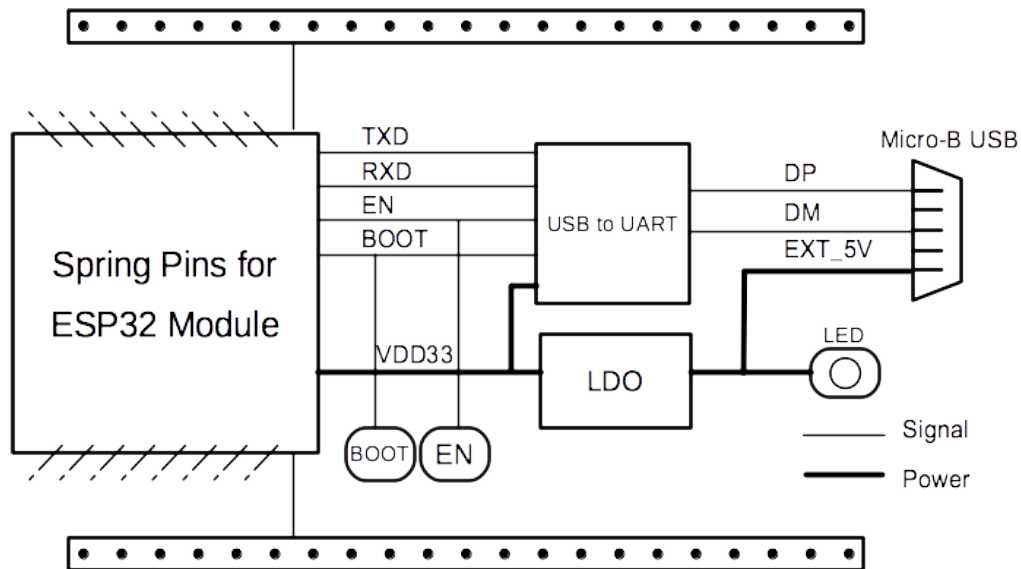 Micro-B USB
TXD
RXD
EN
BOOT
USB to UART
DP
DM
EXT_5V
Spring Pins for
ESP32 Module
VDD33
LDO
LED
BOOT
EN
Signal
Power